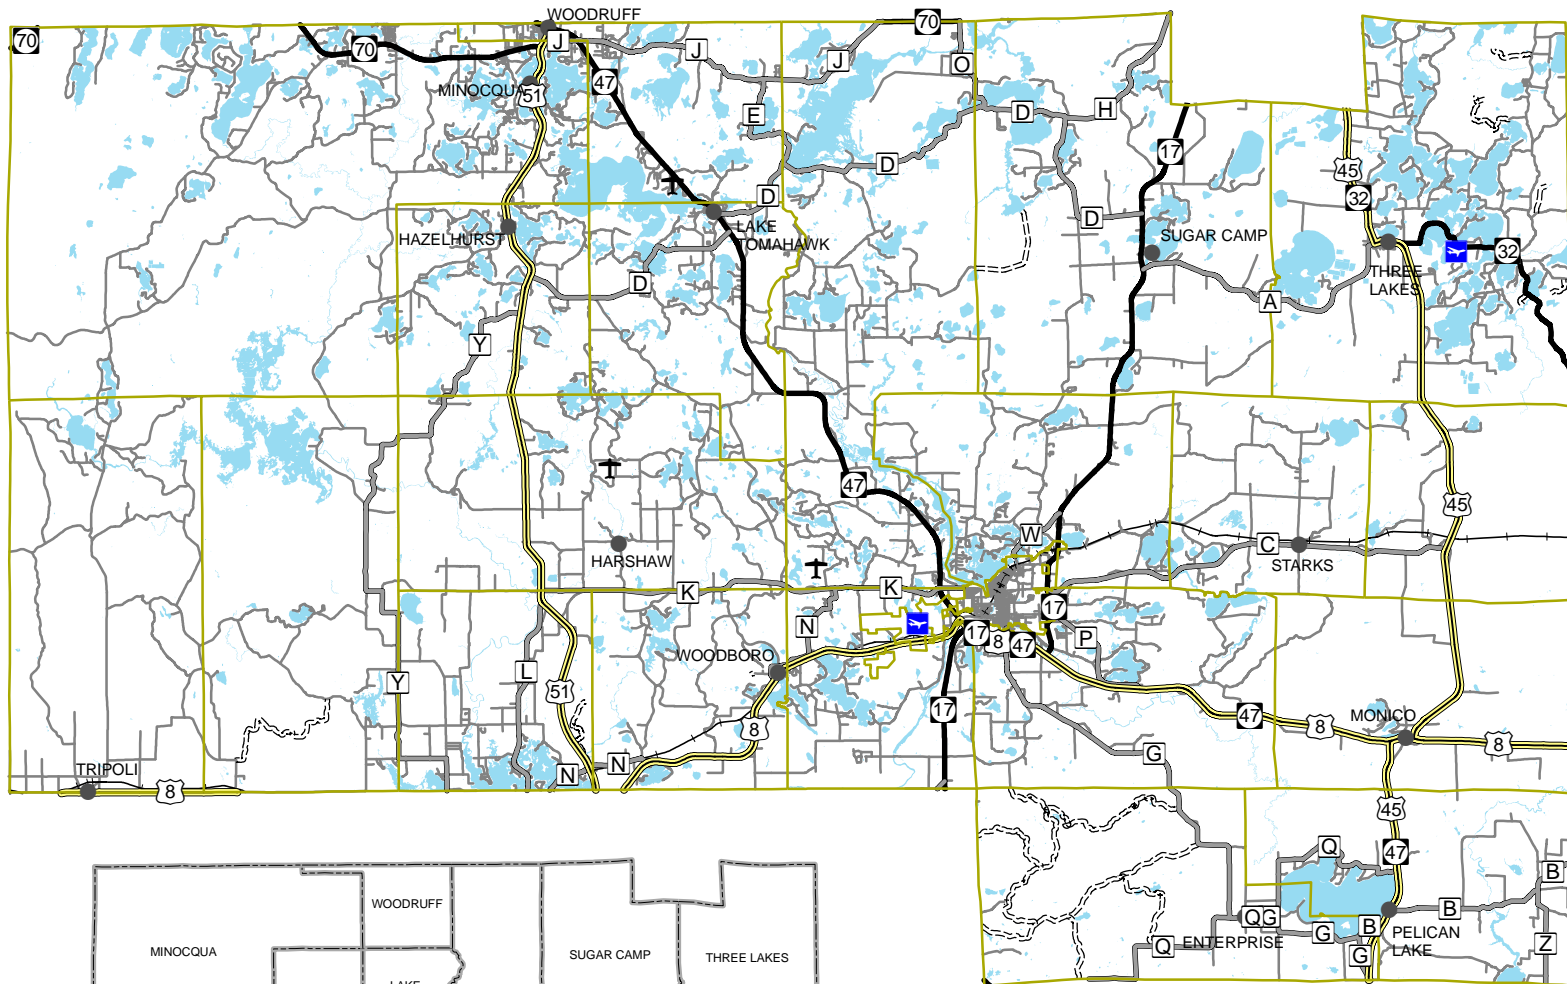 WOODRUFF
70
70
J
J
J
70
O
MINOCQUA
51
47
E
D
D
H
17
45
32
D
D
D
HAZELHURST
LAKE
TOMAHAWK
SUGAR CAMP
THREE
LAKES
32
D
A
Y
47
45
W
C
STARKS
HARSHAW
K
K
N
17
17
8
47
P
WOODBORO
Y
L
51
17
47
8
MONICO
8
8
G
N
N
TRIPOLI
8
45
Q
47
B
QG
B
B
ENTERPRISE
G
PELICAN
LAKE
Q
G
Z
WOODRUFF
MINOCQUA
SUGAR CAMP
THREE LAKES
LAKE